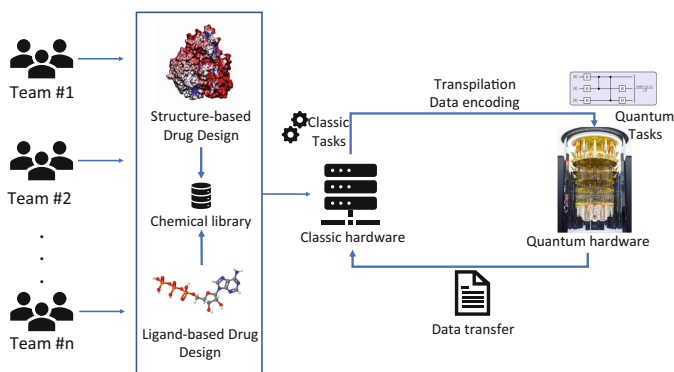 Team #1
Team #2
.
.
.
Team #n
Structure-based
Drug Design
Chemical library
Ligand-based Drug
Design
Classic
Tasks
Classic hardware
Transpilation
Data encoding
Quantum
Tasks
Quantum hardware
Data transfer